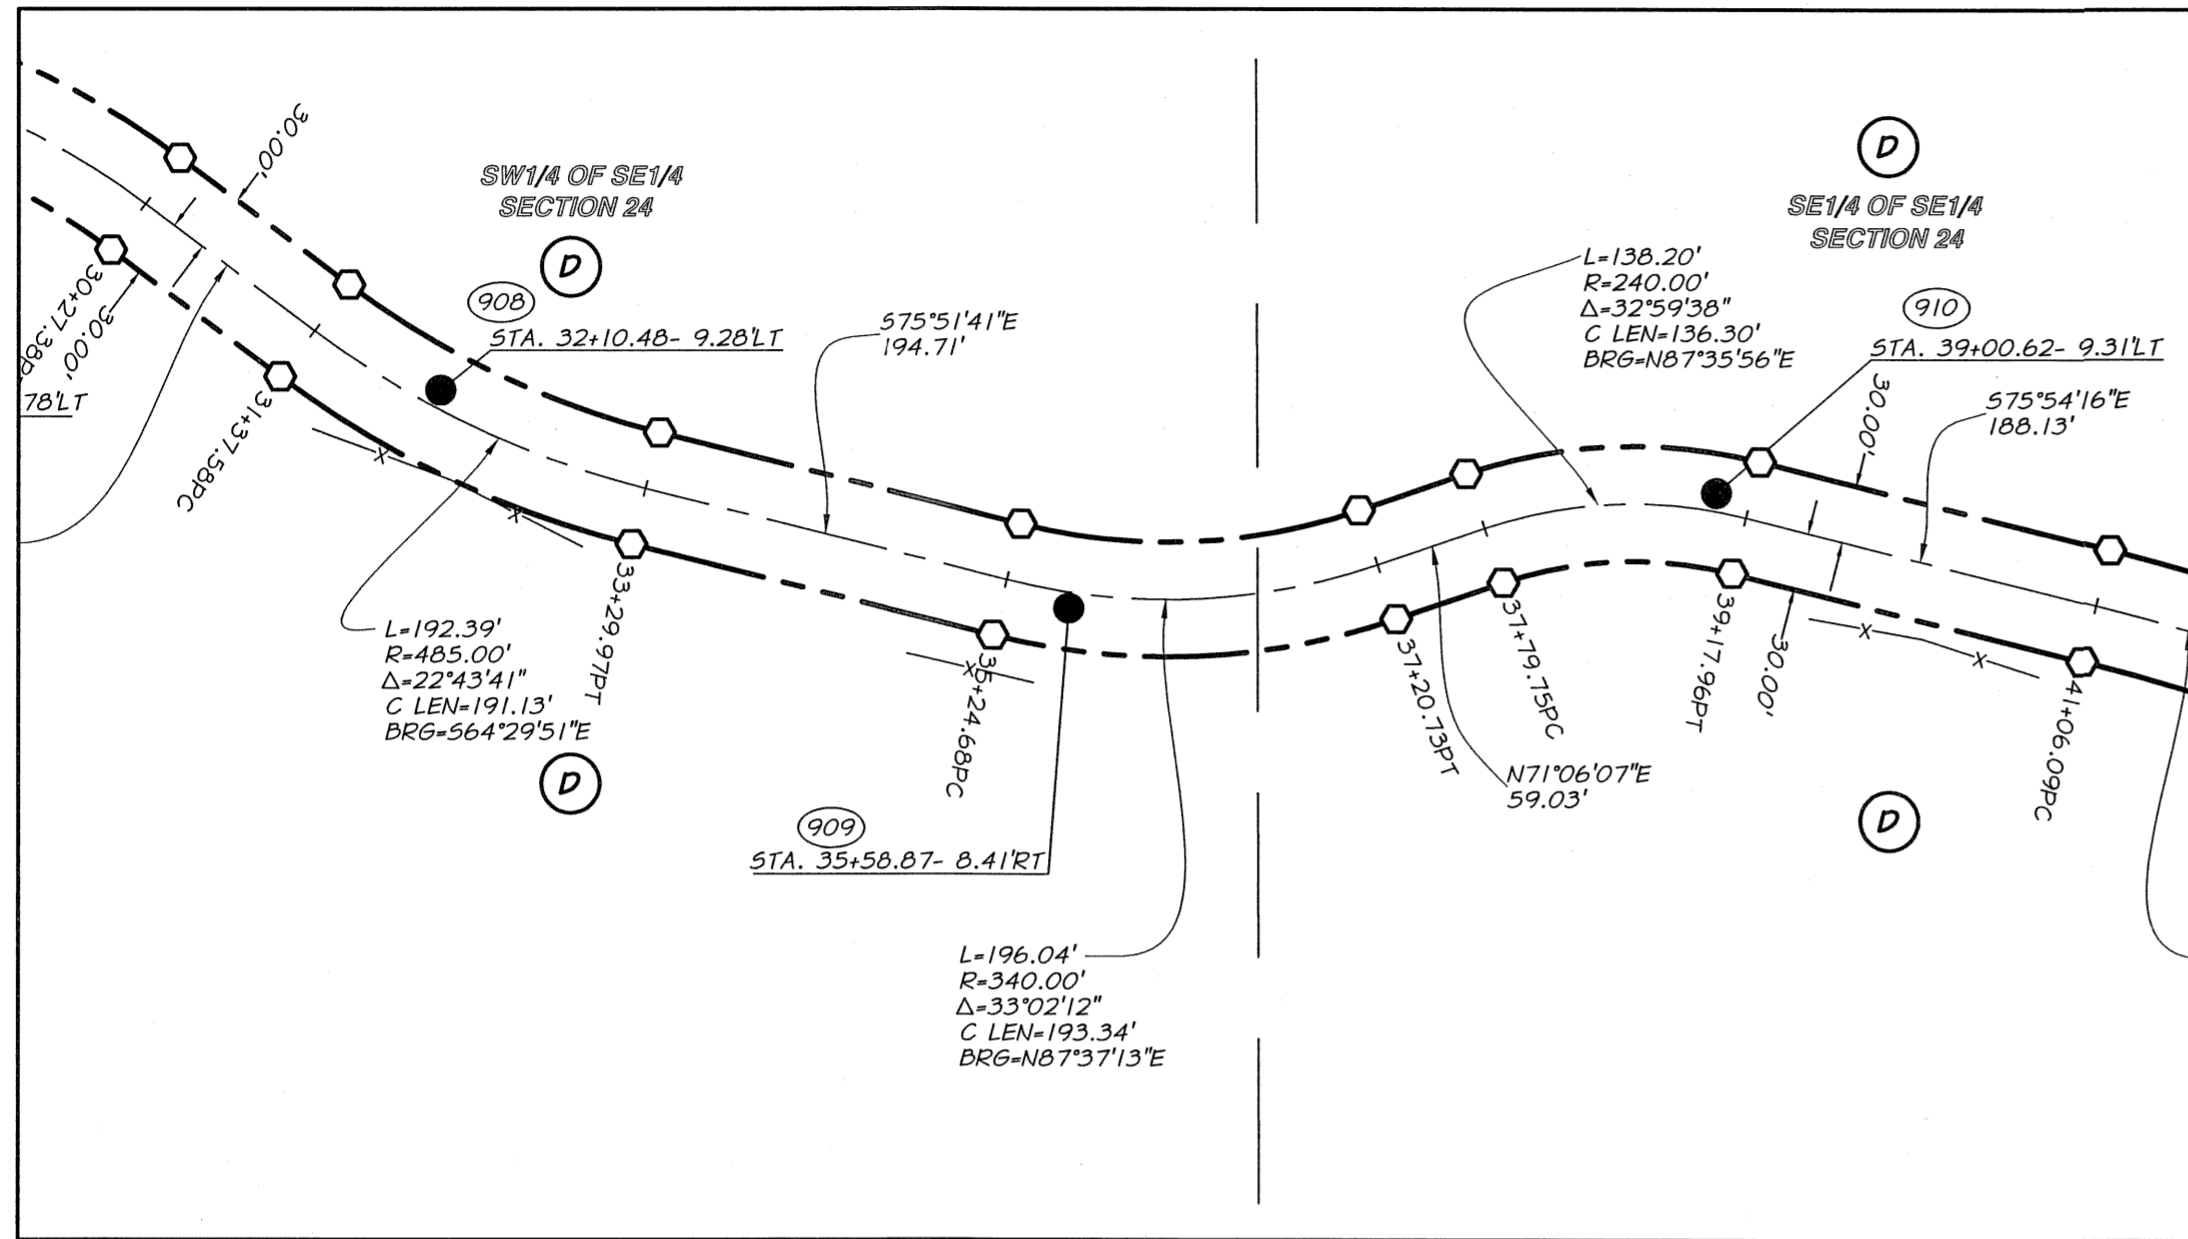 30.00'
SW1/4 OF SE1/4
SECTION 24
D
908
STA. 32+10.48- 9.28'LT
30.00'
78'LT
31+37.58PC
S75°51'41"E
194.71'
L=192.39'
R=485.00'
Δ=22°43'41"
C LEN=191.13'
BRG=S64°29'51"E
D
33+29.97PT
35+24.68PC
909
STA. 35+58.87- 8.41'RT
L=196.04'
R=340.00'
Δ=33°02'12"
C LEN=193.34'
BRG=N87°37'13"E
D
SE1/4 OF SE1/4
SECTION 24
L=138.20'
R=240.00'
Δ=32°59'38"
C LEN=136.30'
BRG=N87°35'56"E
910
STA. 39+00.62- 9.31'LT
30.00'
S75°54'16"E
188.13'
37+20.73PT
37+79.75PC
N71°06'07"E
59.03'
39+17.96PT
30.00'
41+06.09PC
D